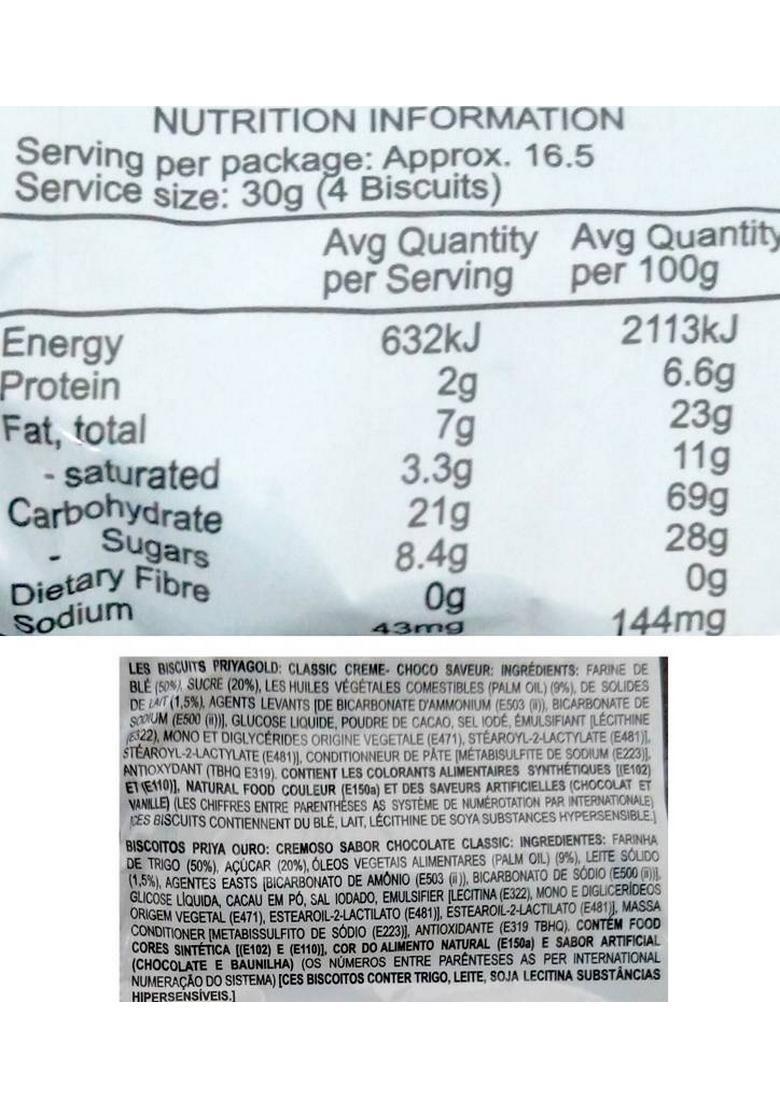 NUTRITION INFORMATION
Serving per package: Approx. 16.5
Service size: 30g (4 Biscuits)
Avg Quantity Avg Quantity
per Serving per 100g
Energy 632kJ 2113kJ
Protein 2g 6.6g
Fat, total 7g 23g
- saturated 3.3g 11g
Carbohydrate 21g 69g
- Sugars 8.4g 28g
Dietary Fibre 0g 0g
Sodium 43mg 144mg
LES BISCUITS PRIYAGOLD: CLASSIC CREME- CHOCO SAVEUR: INGRÉDIENTS: FARINE DE
BLÉ (50%), SUCRE (20%), LES HUILES VÉGÉTALES COMESTIBLES (PALM OIL) (9%), DE SOLIDES
DE LAIT (1,5%), AGENTS LEVANTS [DE BICARBONATE D'AMMONIUM (E503 (ii)), BICARBONATE DE
SODIUM (E500 (ii))], GLUCOSE LIQUIDE, POUDRE DE CACAO, SEL IODÉ, ÉMULSIFIANT [LÉCITHINE
(E322), MONO ET DIGLYCÉRIDES ORIGINE VEGETALE (E471), STÉAROYL-2-LACTYLATE (E481)],
STÉAROYL-2-LACTYLATE (E481)], CONDITIONNEUR DE PÂTE [MÉTABISULFITE DE SODIUM (E223)],
ANTIOXYDANT (TBHQ E319). CONTIENT LES COLORANTS ALIMENTAIRES SYNTHÉTIQUES [(E102)
ET (E110)], NATURAL FOOD COULEUR (E150a) ET DES SAVEURS ARTIFICIELLES (CHOCOLAT ET
VANILLE) (LES CHIFFRES ENTRE PARENTHÈSES AS SYSTÈME DE NUMÉROTATION PAR INTERNATIONALE)
[CES BISCUITS CONTIENNENT DU BLÉ, LAIT, LÉCITHINE DE SOYA SUBSTANCES HYPERSENSIBLE.]
BISCOITOS PRIYA OURO: CREMOSO SABOR CHOCOLATE CLASSIC: INGREDIENTES: FARINHA
DE TRIGO (50%), AÇÚCAR (20%), ÓLEOS VEGETAIS ALIMENTARES (PALM OIL) (9%), LEITE SÓLIDO
(1,5%), AGENTES EASTS [BICARBONATO DE AMÔNIO (E503 (ii)), BICARBONATO DE SÓDIO (E500 (ii))],
GLICOSE LÍQUIDA, CACAU EM PÓ, SAL IODADO, EMULSIFIER [LECITINA (E322), MONO E DIGLICERÍDEOS
ORIGEM VEGETAL (E471), ESTEAROIL-2-LACTILATO (E481)], ESTEAROIL-2-LACTILATO (E481)], MASSA
CONDITIONER [METABISSULFITO DE SÓDIO (E223)], ANTIOXIDANTE (E319 TBHQ). CONTÉM FOOD
CORES SINTÉTICA [(E102) E (E110)], COR DO ALIMENTO NATURAL (E150a) E SABOR ARTIFICIAL
(CHOCOLATE E BAUNILHA) (OS NÚMEROS ENTRE PARÊNTESES AS PER INTERNATIONAL
NUMERAÇÃO DO SISTEMA) [CES BISCOITOS CONTER TRIGO, LEITE, SOJA LECITINA SUBSTÂNCIAS
HIPERSENSÍVEIS.]